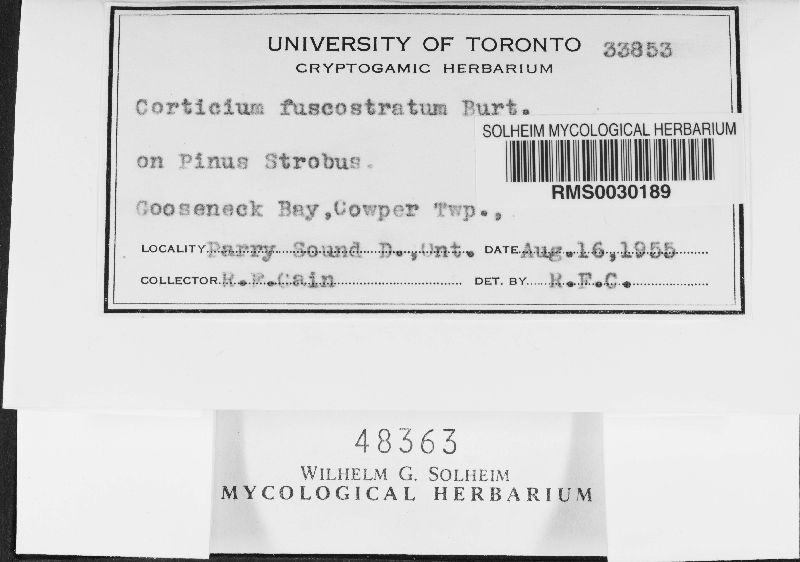 UNIVERSITY OF TORONTO 33853
CRYPTOGAMIC HERBARIUM
Corticium fuscostratum Burt.
SOLHEIM MYCOLOGICAL HERBARIUM
on Pinus Strobus.
RMS0030189
Gooseneck Bay,Cowper Twp.,
LOCALITY Parry Sound D.,Ont. DATE Aug.16,1955
COLLECTOR R.F.Cain DET. BY R.F.C.
48363
WILHELM G. SOLHEIM
MYCOLOGICAL HERBARIUM